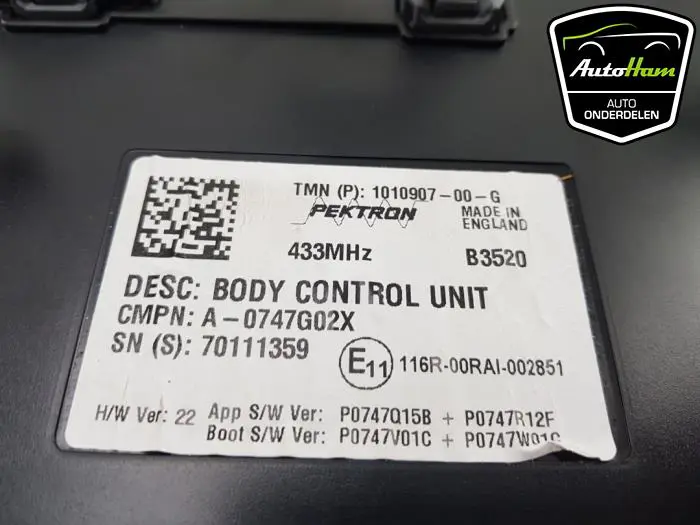 AutoHam
AUTO
ONDERDELEN
TMN (P): 1010907-00-G
PEKTRON
MADE IN
ENGLAND
433MHz
B3520
DESC: BODY CONTROL UNIT
CMPN: A-0747G02X
SN (S): 70111359
E11 116R-00RAI-002851
H/W Ver: 22 App S/W Ver: P0747Q15B + P0747R12F
Boot S/W Ver: P0747V01C + P0747W01C